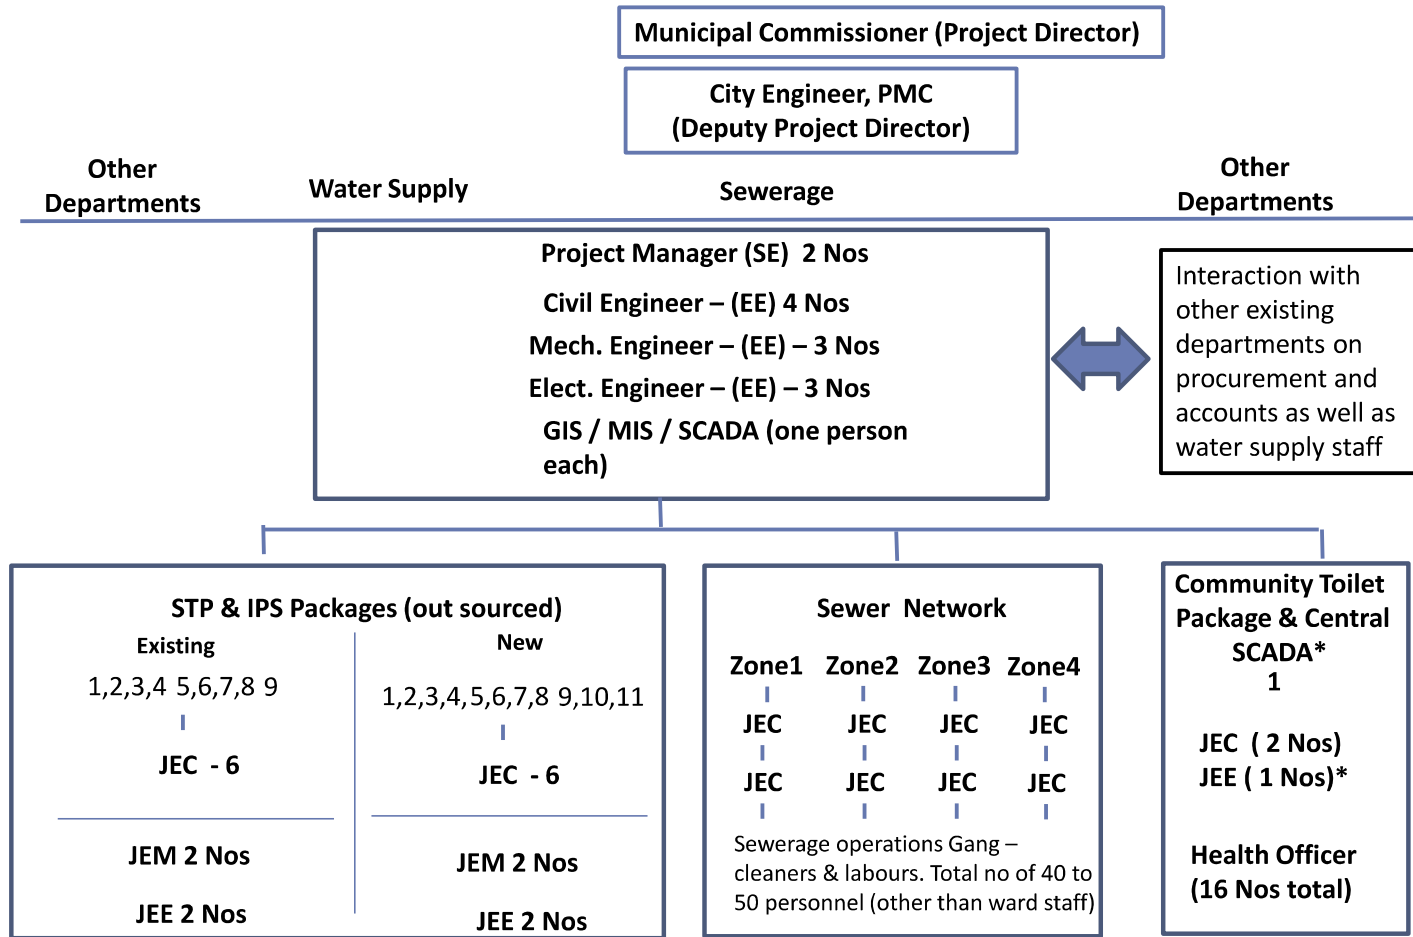 Municipal Commissioner (Project Director)
City Engineer, PMC
(Deputy Project Director)
Other
Departments
Water Supply
Sewerage
Other
Departments
Project Manager (SE) 2 Nos
Civil Engineer – (EE) 4 Nos
Mech. Engineer – (EE) – 3 Nos
Elect. Engineer – (EE) – 3 Nos
GIS / MIS / SCADA (one person
each)
Interaction with
other existing
departments on
procurement and
accounts as well as
water supply staff
STP & IPS Packages (out sourced)
Existing
1,2,3,4 5,6,7,8 9
JEC - 6
JEM 2 Nos
JEE 2 Nos
New
1,2,3,4,5,6,7,8 9,10,11
JEC - 6
JEM 2 Nos
JEE 2 Nos
Sewer Network
Zone1 Zone2 Zone3 Zone4
JEC JEC JEC JEC
JEC JEC JEC JEC
Sewerage operations Gang –
cleaners & labours. Total no of 40 to
50 personnel (other than ward staff)
Community Toilet
Package & Central
SCADA*
1
JEC ( 2 Nos)
JEE ( 1 Nos)*
Health Officer
(16 Nos total)